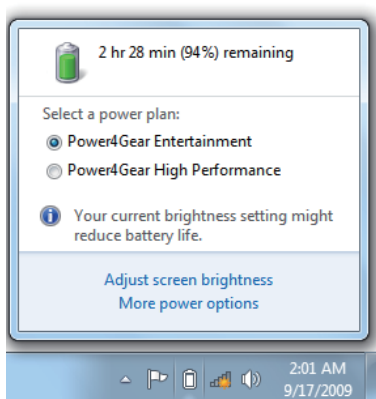 2 hr 28 min (94%) remaining
Select a power plan:
Power4Gear Entertainment
Power4Gear High Performance
Your current brightness setting might
reduce battery life.
Adjust screen brightness
More power options
2:01 AM
9/17/2009